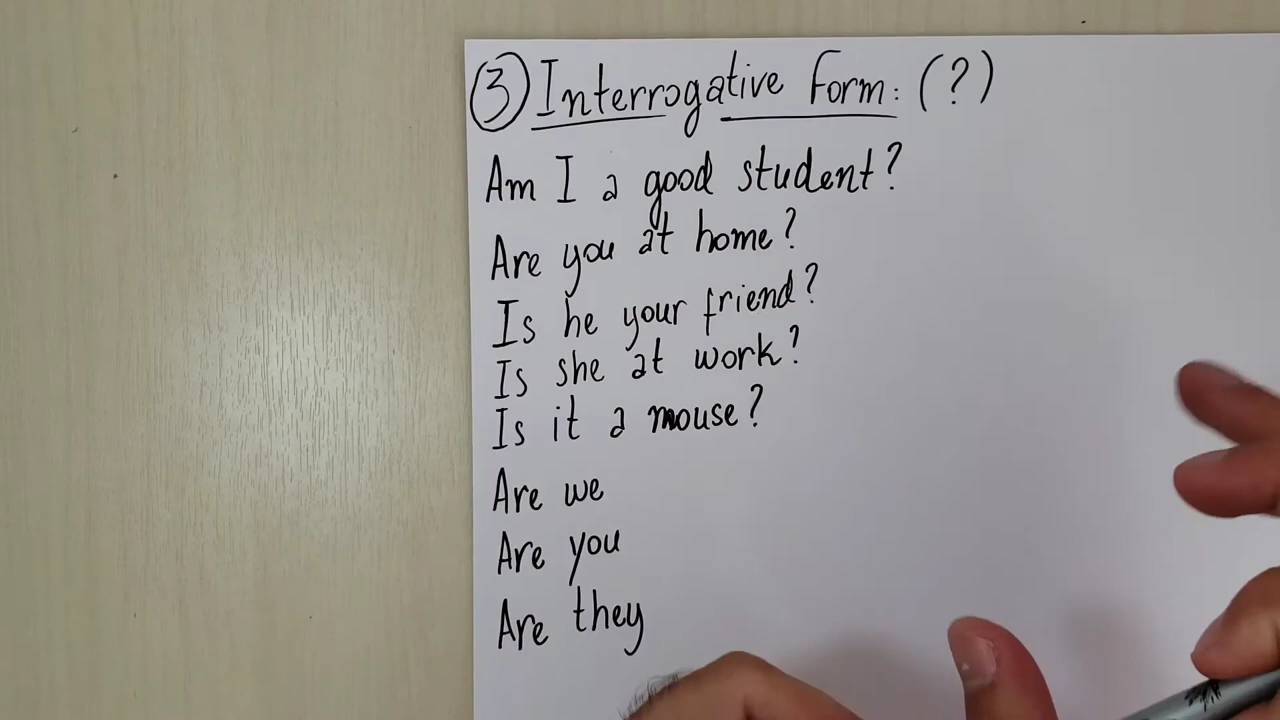 ③ Interrogative Form: (?)
Am I a good student?
Are you at home?
Is he your friend?
Is she at work?
Is it a mouse?
Are we
Are you
Are they